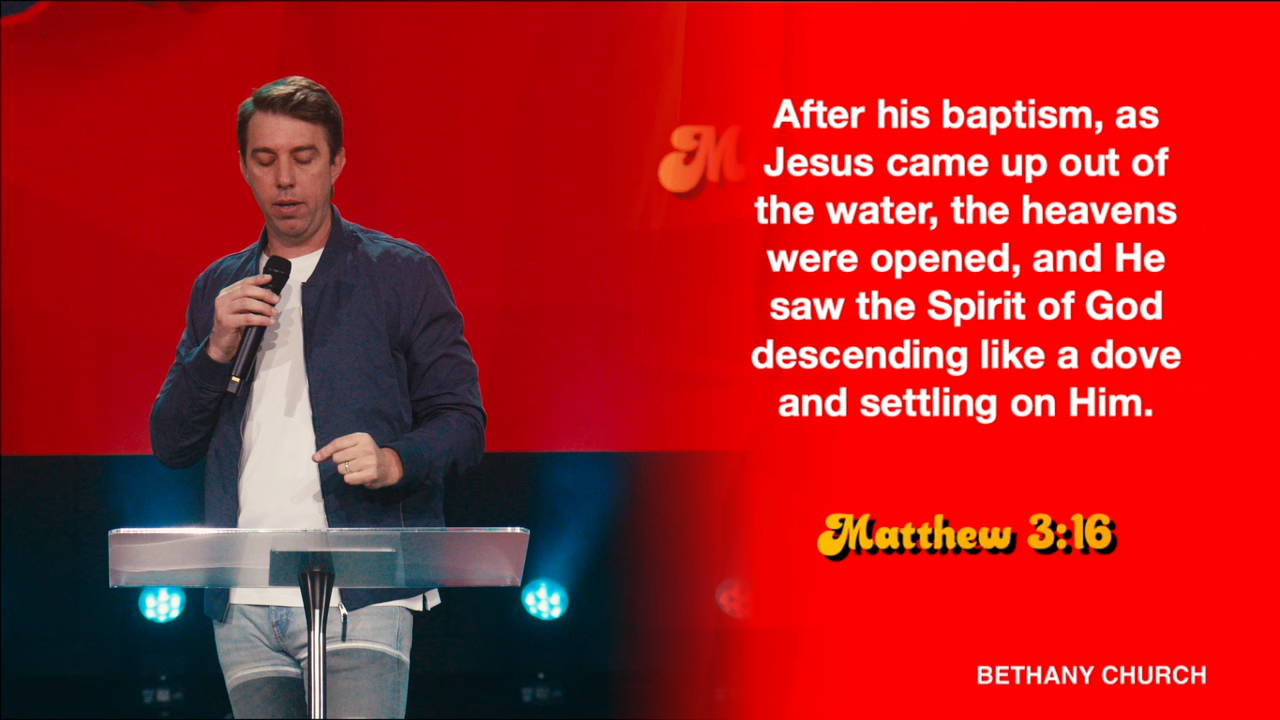 After his baptism, as
Jesus came up out of
the water, the heavens
were opened, and He
saw the Spirit of God
descending like a dove
and settling on Him.
Matthew 3:16
BETHANY CHURCH